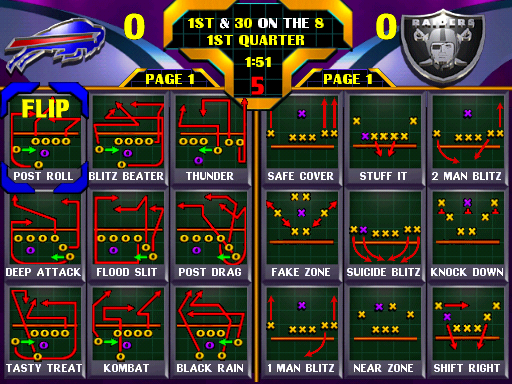 0
1ST & 30 ON THE 8
1ST QUARTER
0
RAIDERS
1:51
5
PAGE 1
PAGE 1
FLIP
POST ROLL
BLITZ BEATER
THUNDER
SAFE COVER
STUFF IT
2 MAN BLITZ
DEEP ATTACK
FLOOD SLIT
POST DRAG
FAKE ZONE
SUICIDE BLITZ
KNOCK DOWN
TASTY TREAT
KOMBAT
BLACK RAIN
1 MAN BLITZ
NEAR ZONE
SHIFT RIGHT